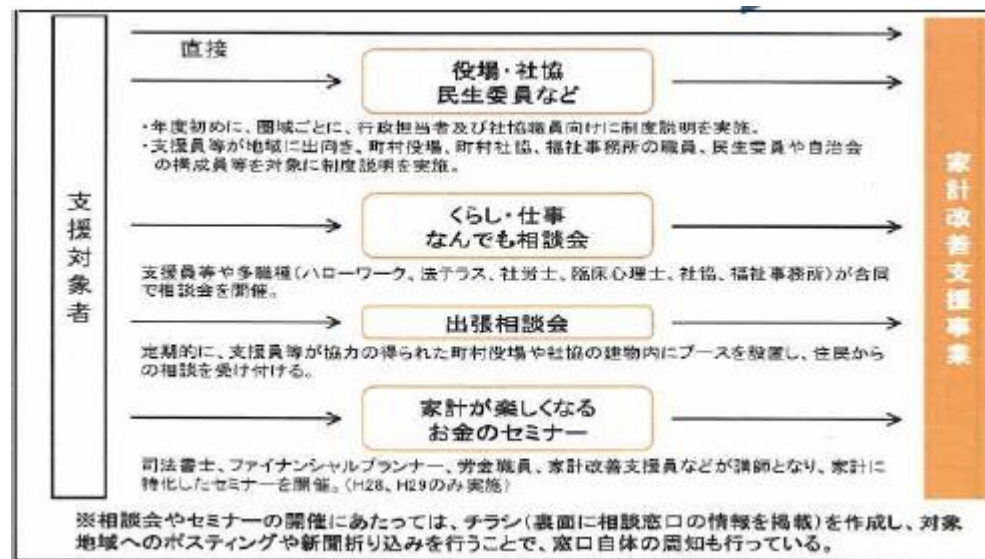 直接
役場・社協
民生委員など
・年度初めに、圏域ごとに、行政担当者及び社協職員向けに制度説明を実施。
・支援員等が地域に出向き、町村役場、町村社協、福祉事務所の職員、民生委員や自治会
の構成員等を対象に制度説明を実施。
支援対象者
くらし・仕事
なんでも相談会
支援員等や多職種(ハローワーク、法テラス、社労士、臨床心理士、社協、福祉事務所)が合同
で相談会を開催。
出張相談会
定期的に、支援員等が協力の得られた町村役場や社協の建物内にブースを設置し、住民から
の相談を受け付ける。
家計が楽しくなる
お金のセミナー
司法書士、ファイナンシャルプランナー、労金職員、家計改善支援員などが講師となり、家計に
特化したセミナーを開催。(H28、H29のみ実施)
家計改善支援事業
※相談会やセミナーの開催にあたっては、チラシ(裏面に相談窓口の情報を掲載)を作成し、対象
地域へのポスティングや新聞折り込みを行うことで、窓口自体の周知も行っている。